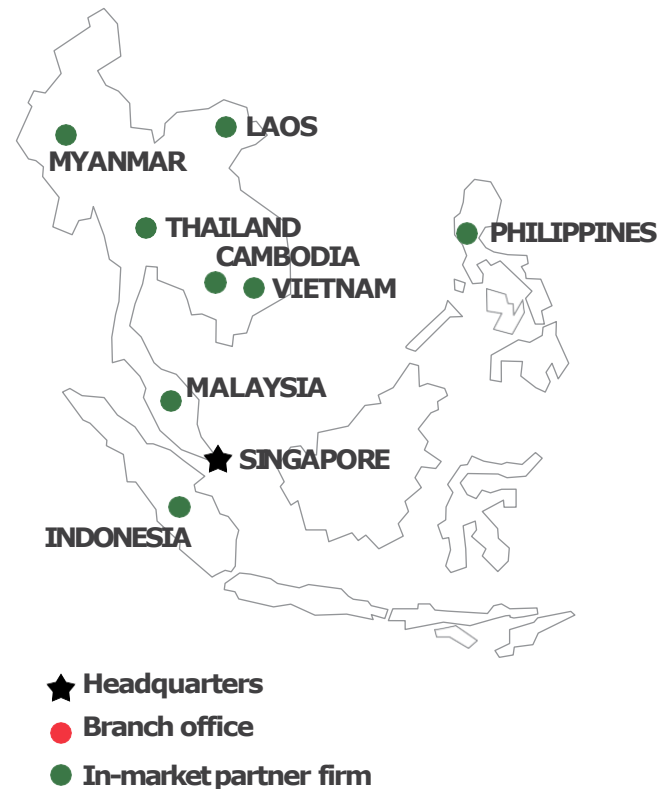 LAOS
MYANMAR
THAILAND
PHILIPPINES
CAMBODIA
VIETNAM
MALAYSIA
SINGAPORE
INDONESIA
Headquarters
Branch office
In-market partner firm